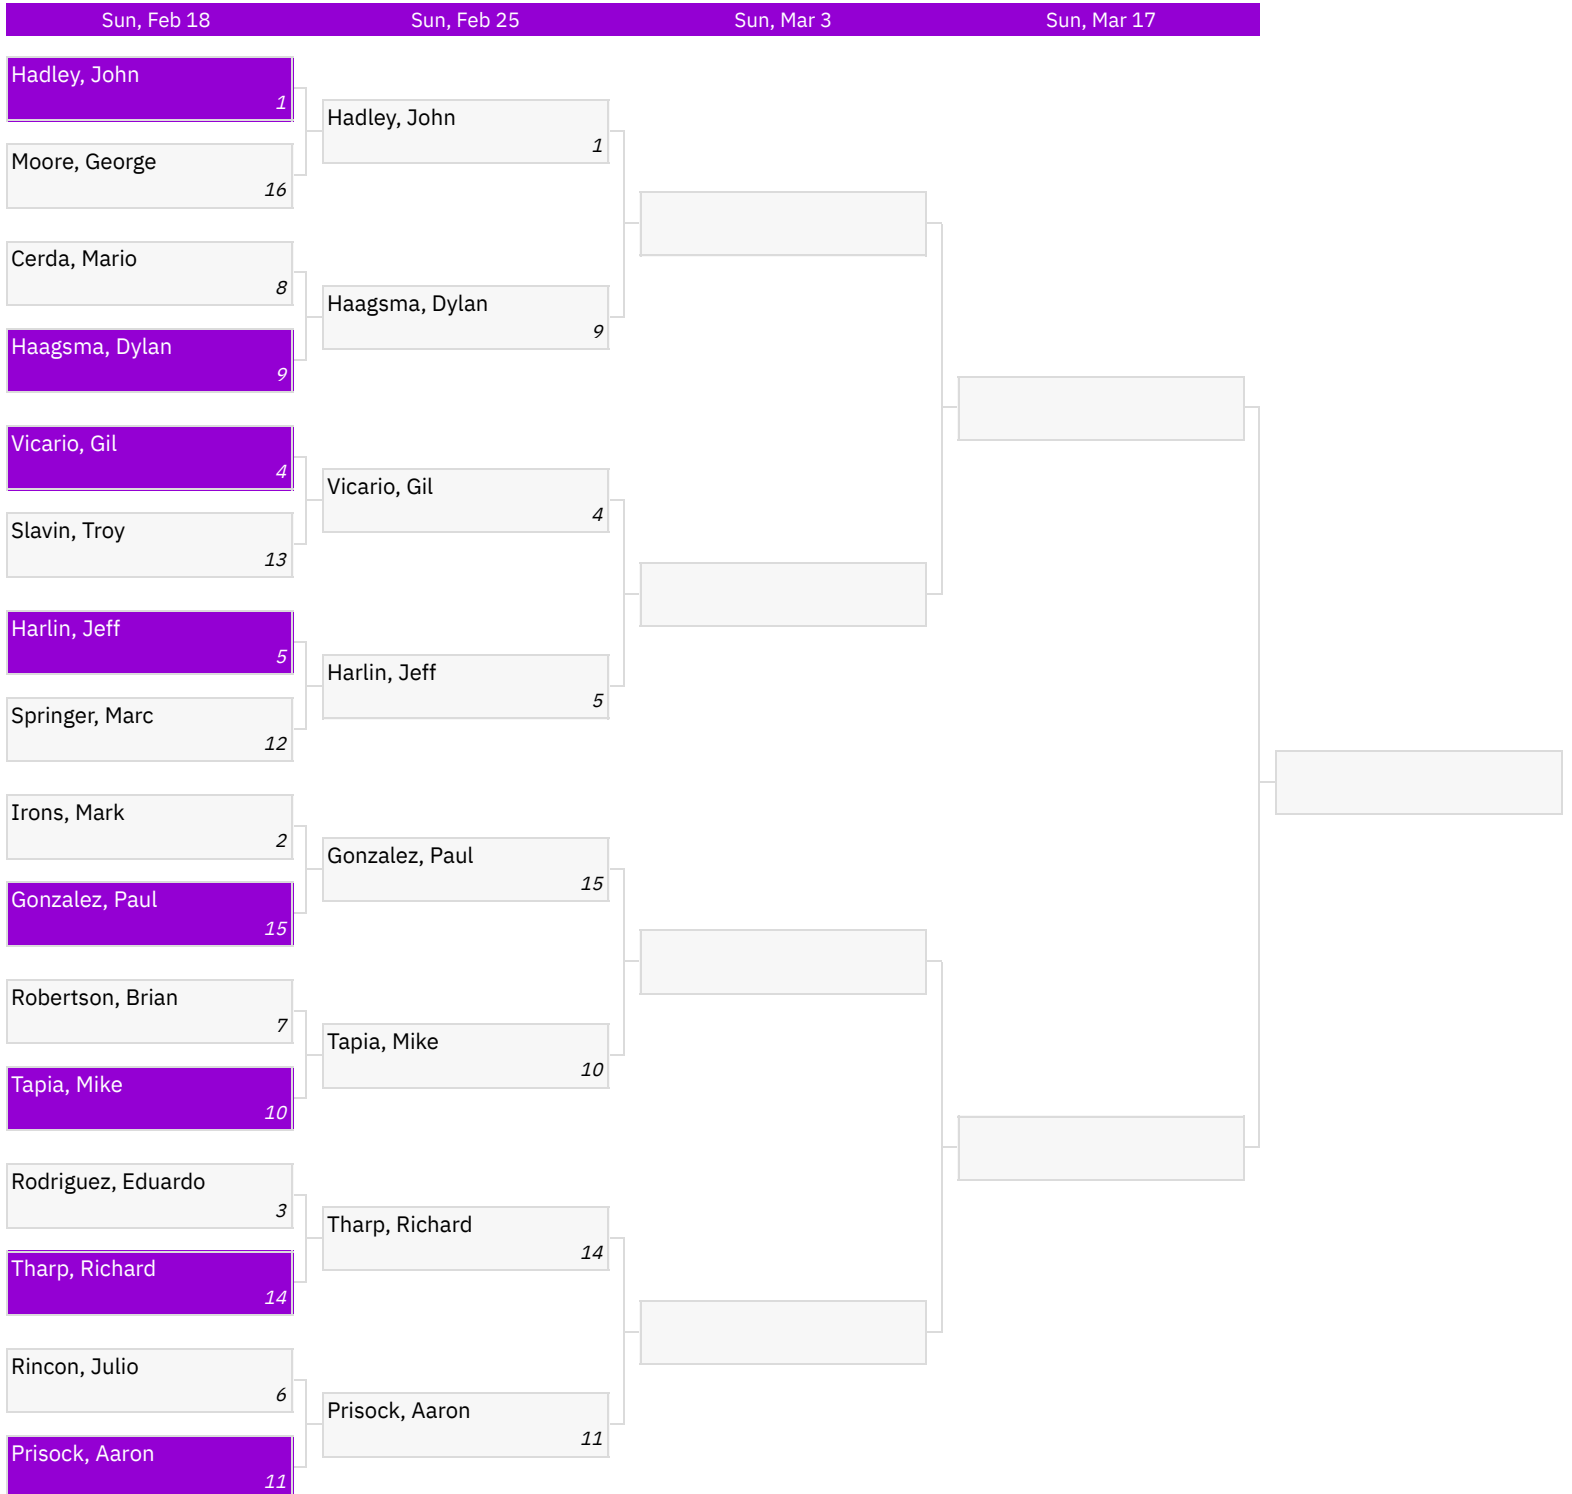 Sun, Feb 18
Sun, Feb 25
Sun, Mar 3
Sun, Mar 17
Hadley, John
1
Moore, George
16
Cerda, Mario
8
Haagsma, Dylan
9
Vicario, Gil
4
Slavin, Troy
13
Harlin, Jeff
5
Springer, Marc
12
Irons, Mark
2
Gonzalez, Paul
15
Robertson, Brian
7
Tapia, Mike
10
Rodriguez, Eduardo
3
Tharp, Richard
14
Rincon, Julio
6
Prisock, Aaron
11
Hadley, John
1
Haagsma, Dylan
9
Vicario, Gil
4
Harlin, Jeff
5
Gonzalez, Paul
15
Tapia, Mike
10
Tharp, Richard
14
Prisock, Aaron
11